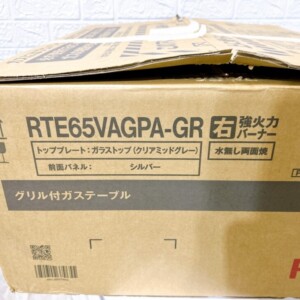 RTE65VAGPA-GR 右 強火力バーナー
トッププレート:ガラストップ(クリアミッドグレー) 水無し両面焼
前面パネル: シルバー
グリル付ガステーブル
R